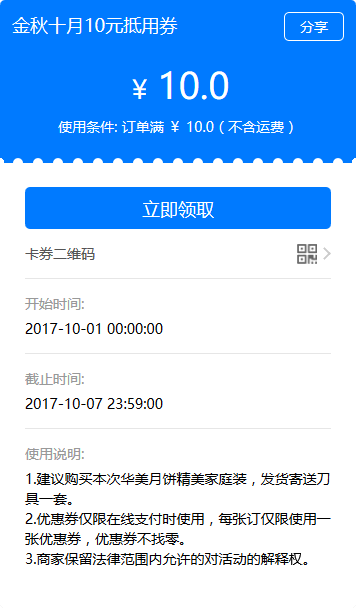 金秋十月10元抵用券
分享
¥ 10.0
使用条件: 订单满 ¥ 10.0 ( 不含运费 )
立即领取
卡券二维码
开始时间:
2017-10-01 00:00:00
截止时间:
2017-10-07 23:59:00
使用说明:
1.建议购买本次华美月饼精美家庭装，发货寄送刀
具一套。
2.优惠券仅限在线支付时使用，每张订仅限使用一
张优惠券，优惠券不找零。
3.商家保留法律范围内允许的对活动的解释权。